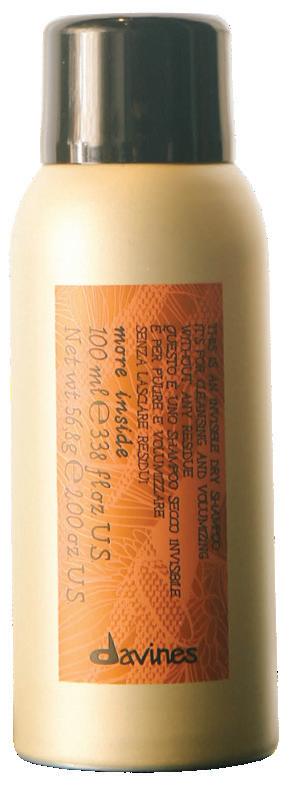 THIS IS AN INVISIBLE DRY SHAMPOO
IT'S FOR CLEANSING AND VOLUMIZING
WITHOUT ANY RESIDUE
QUESTO È UNO SHAMPOO SECCO INVISIBILE
E PER PULIRE E VOLUMIZZARE
SENZA LASCIARE RESIDUI
more inside
100 ml ℮ 3.38 fl oz US
Net wt 56.8g ℮ 2.00 oz US
davines